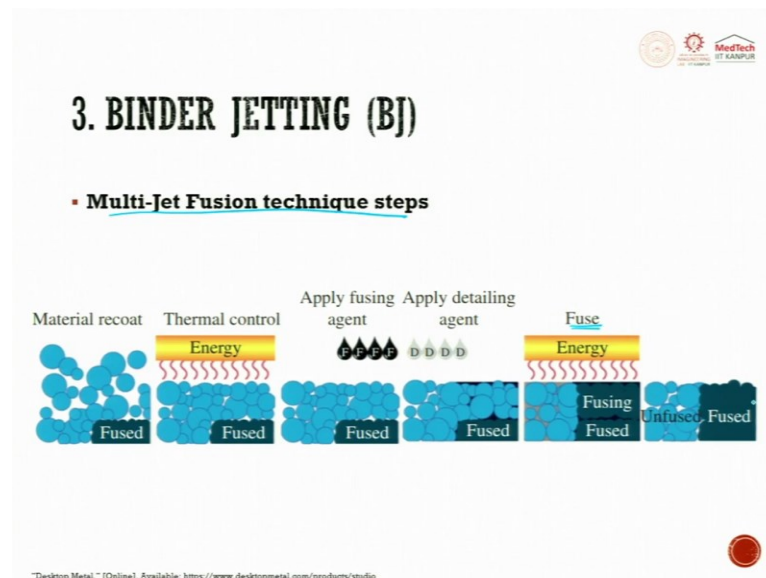 MedTech
IIT KANPUR
3. BINDER JETTING (BJ)
Multi-Jet Fusion technique steps
Material recoat
Thermal control
Apply fusing
agent
Apply detailing
agent
Fuse
Energy
F F F F
D D D D
Energy
Fused
Fused
Fused
Fused
Fusing
Fused
Unfused
Fused
"Desktop Metal," [Online]. Available: https://www.desktopmetal.com/products/studio